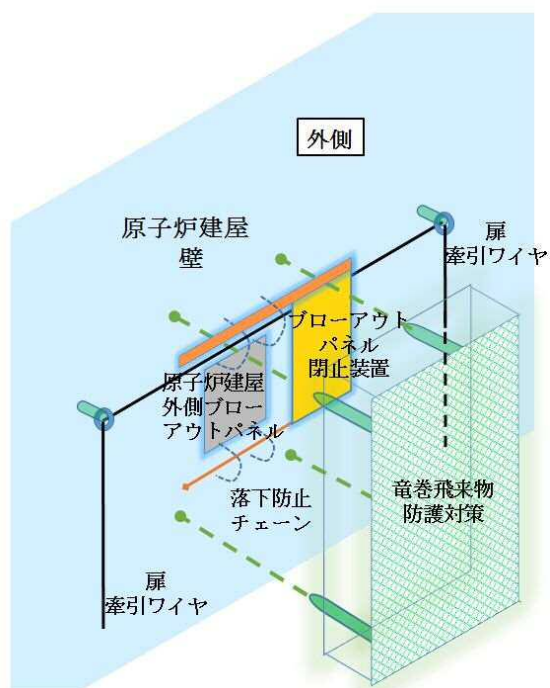 外側
原子炉建屋
壁
扉
牽引ワイヤ
ブローアウト
パネル
閉止装置
原子炉建屋
外側ブロー
アウトパネル
竜巻飛来物
防護対策
落下防止
チェーン
扉
牽引ワイヤ